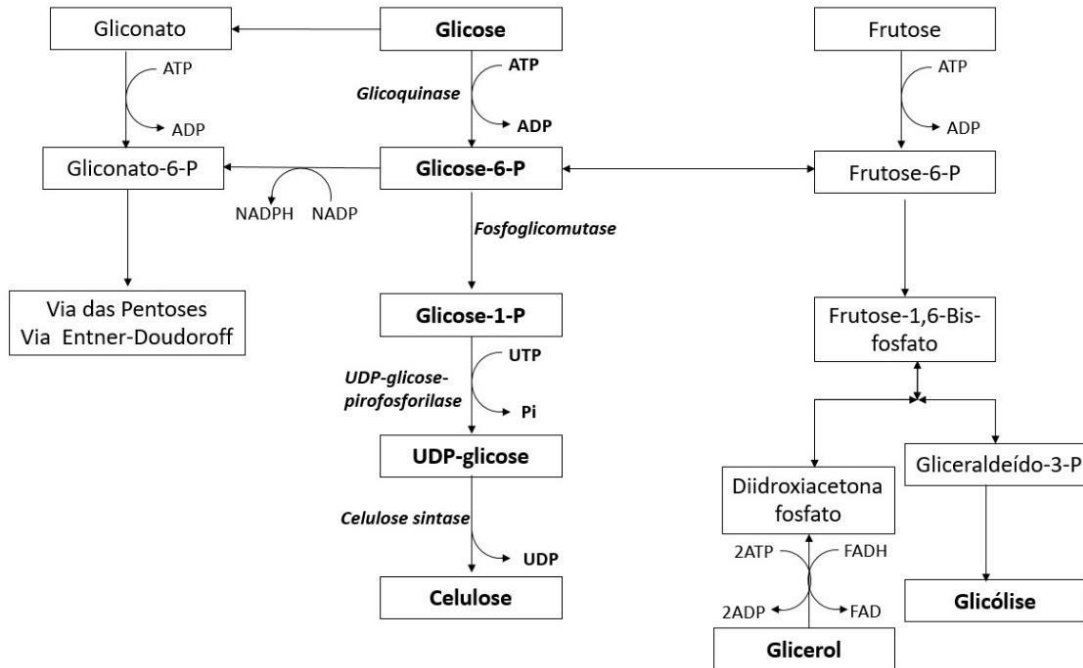 Gliconato
Glicose
Frutose
ATP
ADP
Glicoquinase
ATP
ADP
ATP
ADP
Gliconato-6-P
Glicose-6-P
Frutose-6-P
NADPH
NADP
Fosfoglicomutase
Via das Pentoses
Via Entner-Doudoroff
Glicose-1-P
Frutose-1,6-Bis-
fosfato
UDP-glicose-
pirofosforilase
UTP
Pi
UDP-glicose
Gliceraldeído-3-P
Diidroxiacetona
fosfato
Celulose sintase
UDP
2ATP
FADH
2ADP
FAD
Celulose
Glicólise
Glicerol